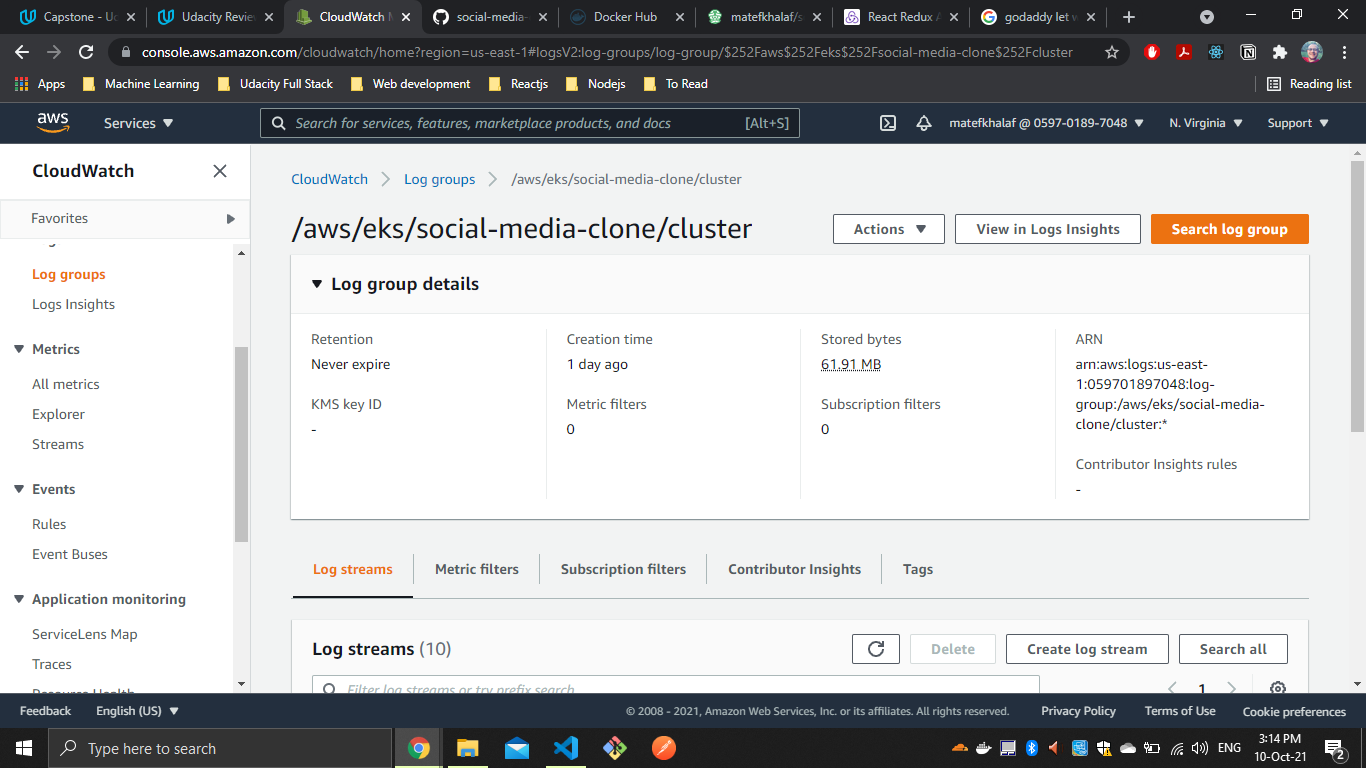 Capstone - Uc
Udacity Revie
CloudWatch M
social-media-
Docker Hub
matefkhalaf/s
React Redux A
godaddy let w
console.aws.amazon.com/cloudwatch/home?region=us-east-1#logsV2:log-groups/log-group/$252Faws$252Feks$252Fsocial-media-clone$252Fcluster
Apps
Machine Learning
Udacity Full Stack
Web development
Reactjs
Nodejs
To Read
Reading list
aws
Services
Search for services, features, marketplace products, and docs
[Alt+S]
matefkhalaf @ 0597-0189-7048
N. Virginia
Support
CloudWatch
Favorites
Log groups
Logs Insights
Metrics
All metrics
Explorer
Streams
Events
Rules
Event Buses
Application monitoring
ServiceLens Map
Traces
Resource Health
CloudWatch
Log groups
/aws/eks/social-media-clone/cluster
/aws/eks/social-media-clone/cluster
Actions
View in Logs Insights
Search log group
Log group details
Retention
Never expire
KMS key ID
-
Creation time
1 day ago
Metric filters
0
Stored bytes
61.91 MB
Subscription filters
0
ARN
arn:aws:logs:us-east-
1:059701897048:log-
group:/aws/eks/social-media-
clone/cluster:*
Contributor Insights rules
-
Log streams
Metric filters
Subscription filters
Contributor Insights
Tags
Log streams (10)
Delete
Create log stream
Search all
Filter log streams or try prefix search
1
Feedback
English (US)
© 2008 - 2021, Amazon Web Services, Inc. or its affiliates. All rights reserved.
Privacy Policy
Terms of Use
Cookie preferences
Type here to search
ENG
3:14 PM
10-Oct-21
2